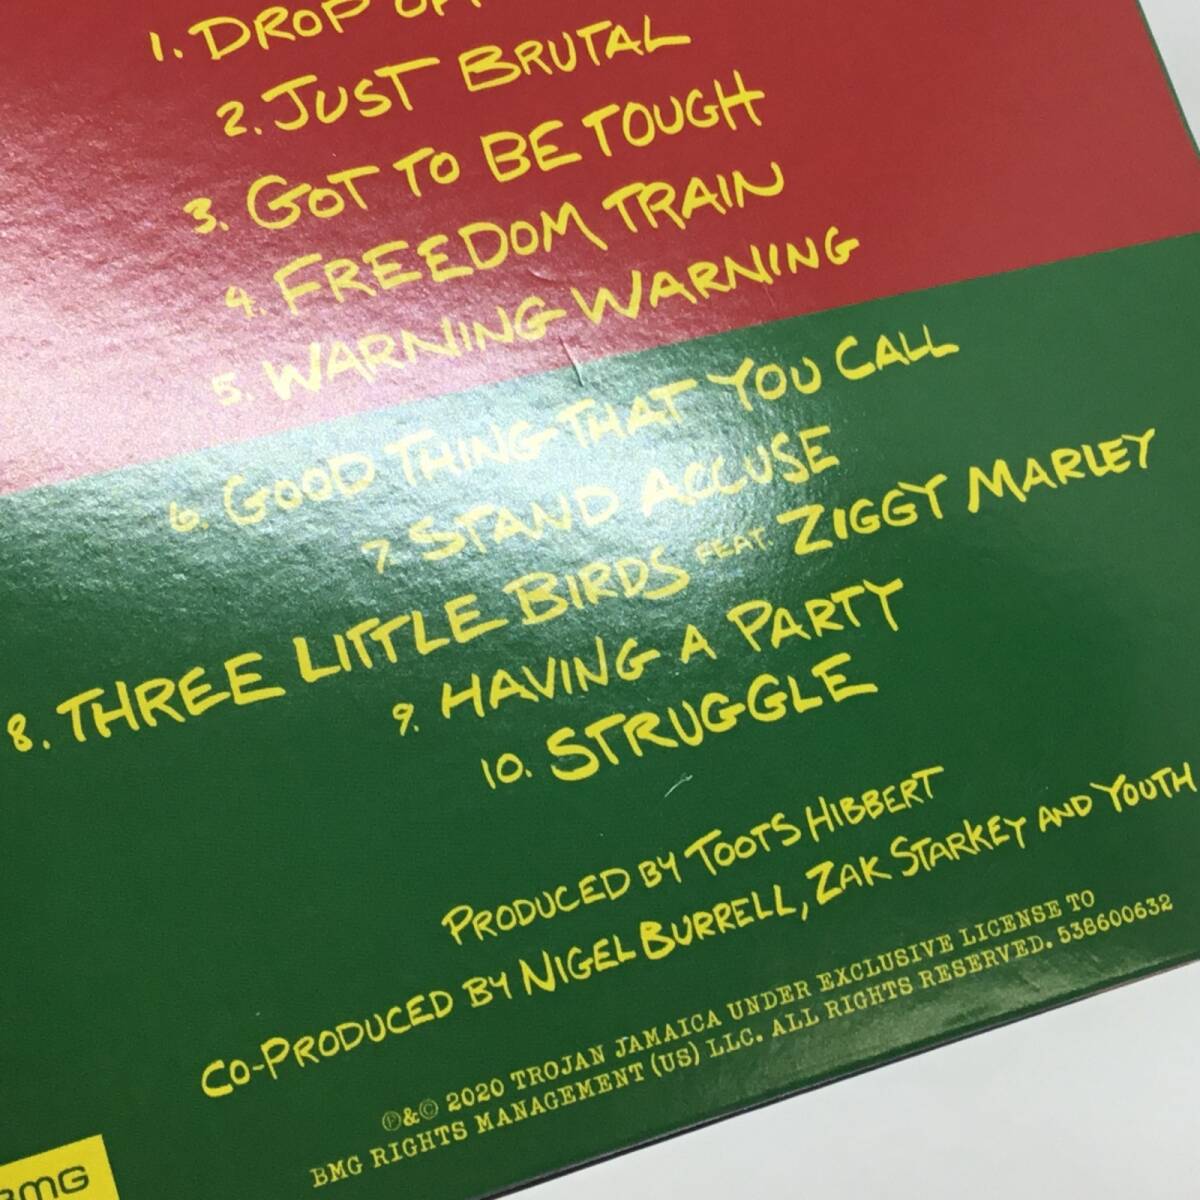 1. DROP
2. JUST BRUTAL
3. GOT TO BE TOUGH
4. FREEDOM TRAIN
5. WARNING WARNING
6. GOOD THING THAT YOU CALL
7. STAND ACCUSE
8. THREE LITTLE BIRDS FEAT ZIGGY MARLEY
9. HAVING A PARTY
10. STRUGGLE
PRODUCED BY TOOTS HIBBERT
CO-PRODUCED BY NIGEL BURRELL, ZAK STARKEY AND YOUTH
℗&© 2020 TROJAN JAMAICA UNDER EXCLUSIVE LICENSE TO
BMG RIGHTS MANAGEMENT (US) LLC. ALL RIGHTS RESERVED. 538600632
BMG